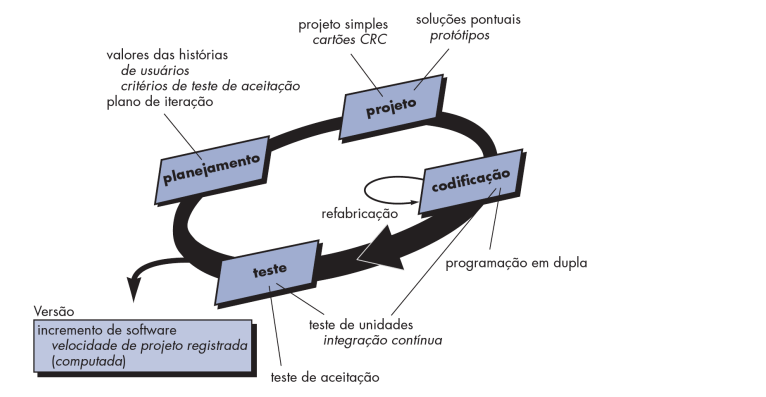 projeto simples
cartões CRC
soluções pontuais
protótipos
valores das histórias
de usuários
critérios de teste de aceitação
plano de iteração
projeto
planejamento
codificação
refabricação
programação em dupla
teste
Versão
incremento de software
velocidade de projeto registrada
(computada)
teste de unidades
integração contínua
teste de aceitação